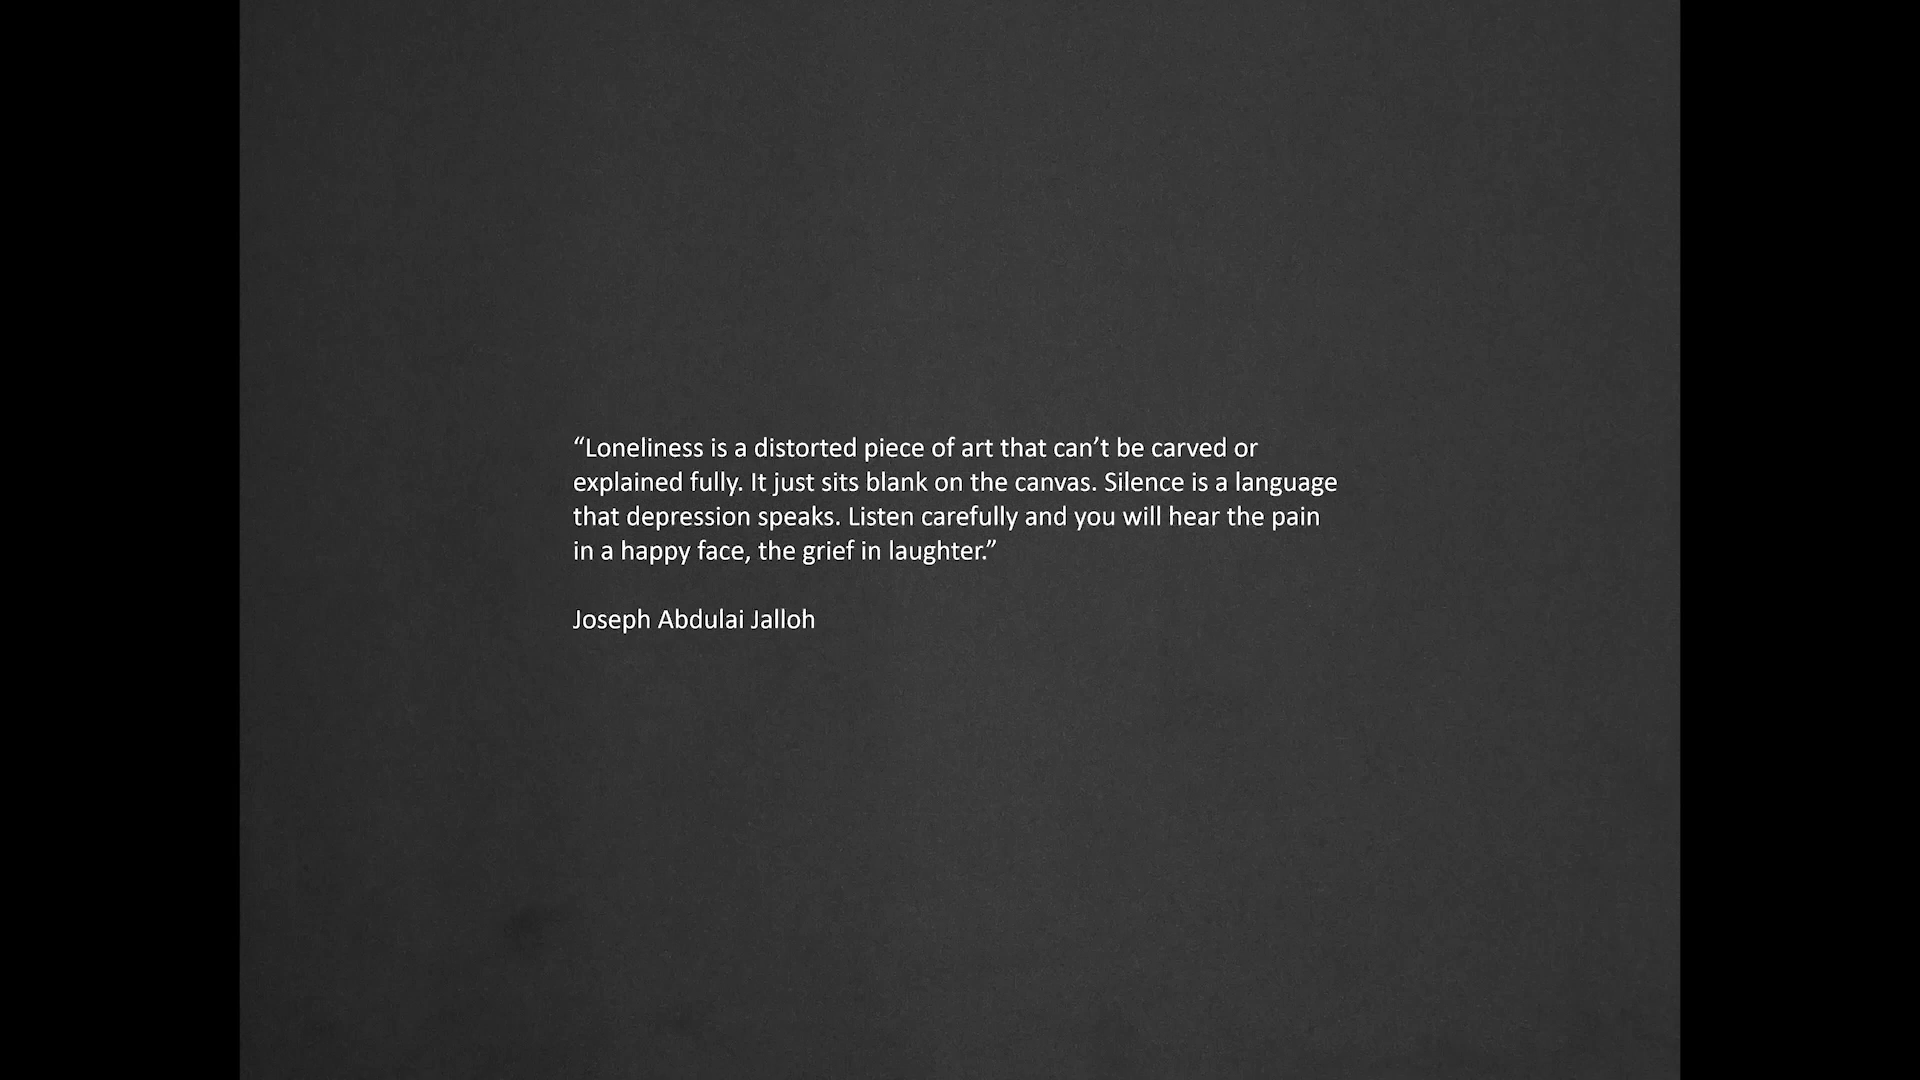 “Loneliness is a distorted piece of art that can’t be carved or
explained fully. It just sits blank on the canvas. Silence is a language
that depression speaks. Listen carefully and you will hear the pain
in a happy face, the grief in laughter.”
Joseph Abdulai Jalloh